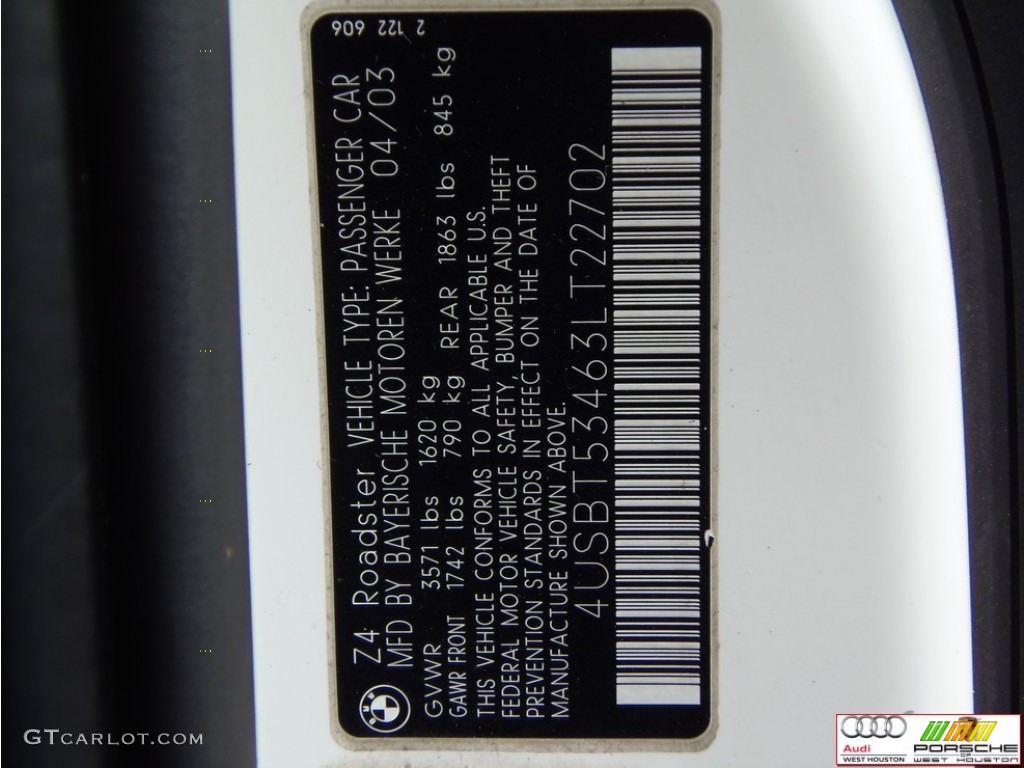 2 122 606
Z4 Roadster VEHICLE TYPE: PASSENGER CAR
MFD BY BAYERISCHE MOTOREN WERKE 04/03
GVWR 3571 lbs 1620 kg
GAWR FRONT 1742 lbs 790 kg REAR 1863 lbs 845 kg
THIS VEHICLE CONFORMS TO ALL APPLICABLE U.S.
FEDERAL MOTOR VEHICLE SAFETY, BUMPER AND THEFT
PREVENTION STANDARDS IN EFFECT ON THE DATE OF
MANUFACTURE SHOWN ABOVE.
4USBT53463LT22702
GTCARLOT.COM
Audi
WEST HOUSTON
PORSCHE
OF
WEST HOUSTON